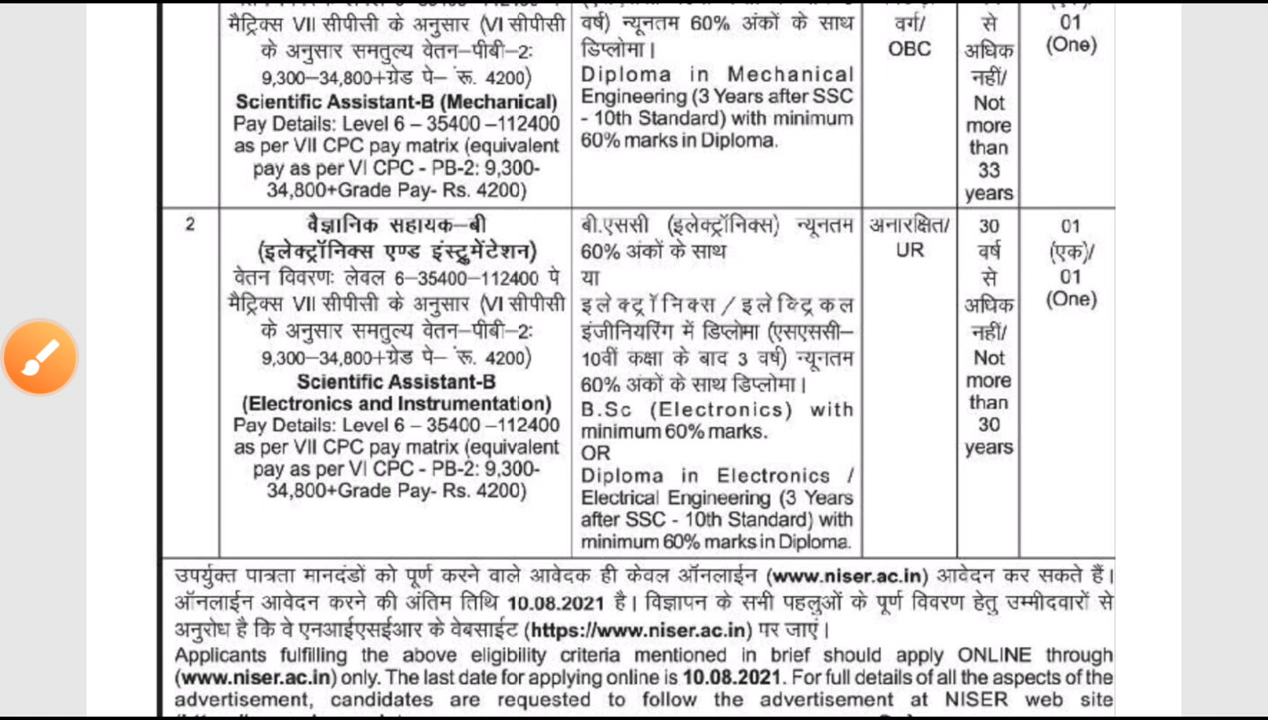 मैट्रिक्स VII सीपीसी के अनुसार (VI सीपीसी
के अनुसार समतुल्य वेतन–पीबी–2:
9,300–34,800+ग्रेड पे– रू. 4200)
Scientific Assistant-B (Mechanical)
Pay Details: Level 6 – 35400 –112400
as per VII CPC pay matrix (equivalent
pay as per VI CPC - PB-2: 9,300-
34,800+Grade Pay- Rs. 4200)
वर्ष) न्यूनतम 60% अंकों के साथ
डिप्लोमा।
Diploma in Mechanical
Engineering (3 Years after SSC
- 10th Standard) with minimum
60% marks in Diploma.
वर्ग/
OBC
से
अधिक
नहीं/
Not
more
than
33
years
01
(One)
2
वैज्ञानिक सहायक–बी
(इलेक्ट्रॉनिक्स एण्ड इंस्ट्रुमेंटेशन)
वेतन विवरण: लेवल 6–35400–112400 पे
मैट्रिक्स VII सीपीसी के अनुसार (VI सीपीसी
के अनुसार समतुल्य वेतन–पीबी–2:
9,300–34,800+ग्रेड पे– रू. 4200)
Scientific Assistant-B
(Electronics and Instrumentation)
Pay Details: Level 6 – 35400 –112400
as per VII CPC pay matrix (equivalent
pay as per VI CPC - PB-2: 9,300-
34,800+Grade Pay- Rs. 4200)
बी.एससी (इलेक्ट्रॉनिक्स) न्यूनतम
60% अंकों के साथ
या
इलेक्ट्रॉनिक्स/इलेक्ट्रिकल
इंजीनियरिंग में डिप्लोमा (एसएससी–
10वीं कक्षा के बाद 3 वर्ष) न्यूनतम
60% अंकों के साथ डिप्लोमा।
B.Sc (Electronics) with
minimum 60% marks.
OR
Diploma in Electronics /
Electrical Engineering (3 Years
after SSC - 10th Standard) with
minimum 60% marks in Diploma.
अनारक्षित/
UR
30
वर्ष
से
अधिक
नहीं/
Not
more
than
30
years
01
(एक)/
01
(One)
उपर्युक्त पात्रता मानदंडों को पूर्ण करने वाले आवेदक ही केवल ऑनलाईन (www.niser.ac.in) आवेदन कर सकते हैं।
ऑनलाईन आवेदन करने की अंतिम तिथि 10.08.2021 है। विज्ञापन के सभी पहलुओं के पूर्ण विवरण हेतु उम्मीदवारों से
अनुरोध है कि वे एनआईएसईआर के वेबसाईट (https://www.niser.ac.in) पर जाएं।
Applicants fulfilling the above eligibility criteria mentioned in brief should apply ONLINE through
(www.niser.ac.in) only. The last date for applying online is 10.08.2021. For full details of all the aspects of the
advertisement, candidates are requested to follow the advertisement at NISER web site